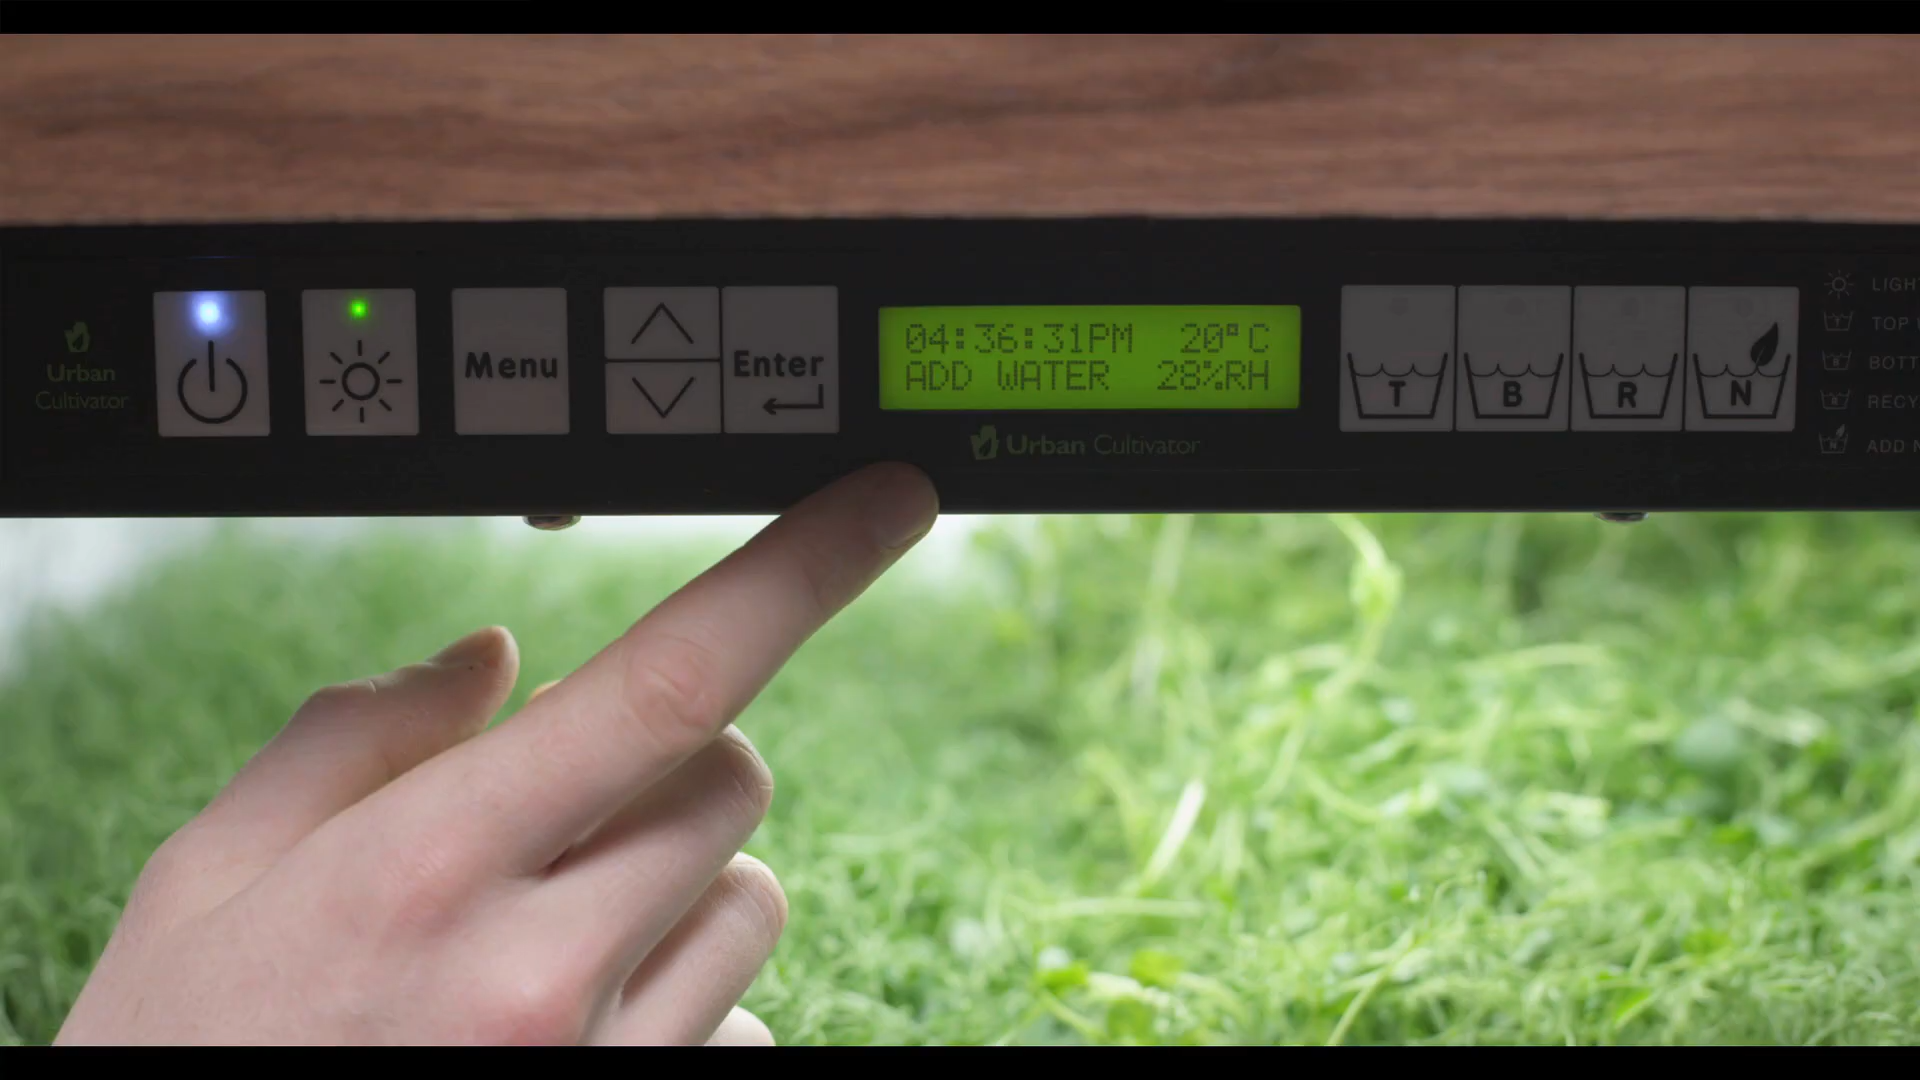 Urban
Cultivator
Menu
Enter
04:36:31PM 20°C
ADD WATER 28%RH
Urban Cultivator
T
B
R
N
LIGH
TOP
BOTT
RECY
ADD N